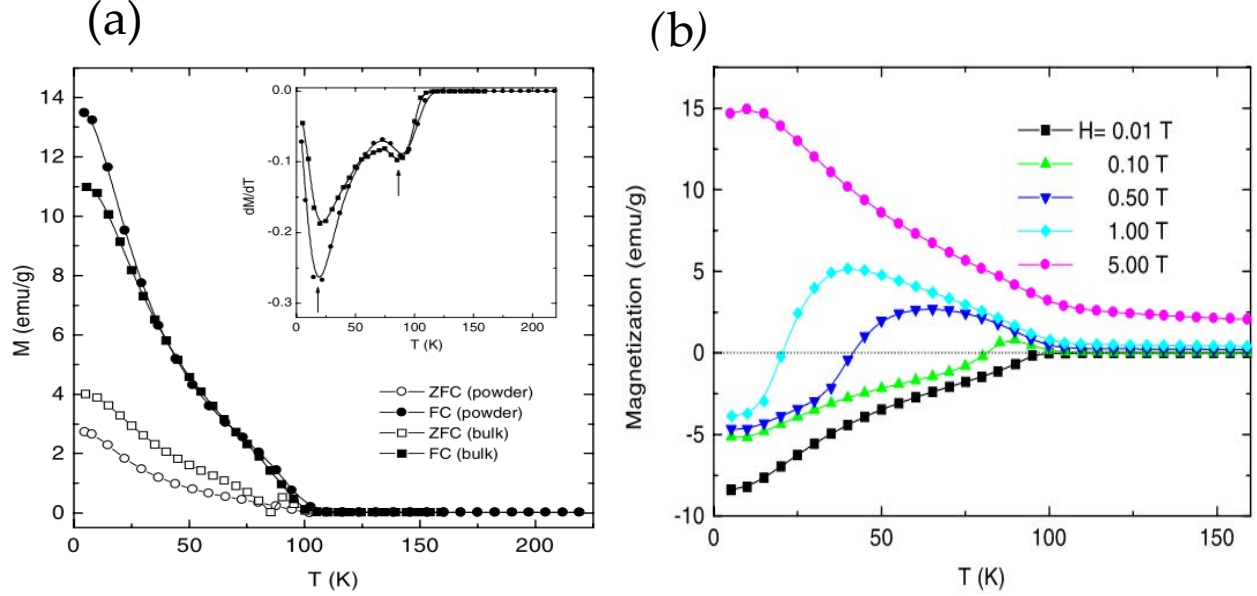 (a)
14
12
10
8
6
4
2
0
M (emu/g)
0 50 100 150 200
T (K)
0.0
-0.1
-0.2
-0.3
dM/dT
0 50 100 150 200
T (K)
ZFC (powder)
FC (powder)
ZFC (bulk)
FC (bulk)
(b)
15
10
5
0
-5
-10
Magnetization (emu/g)
0 50 100 150
T (K)
H= 0.01 T
0.10 T
0.50 T
1.00 T
5.00 T